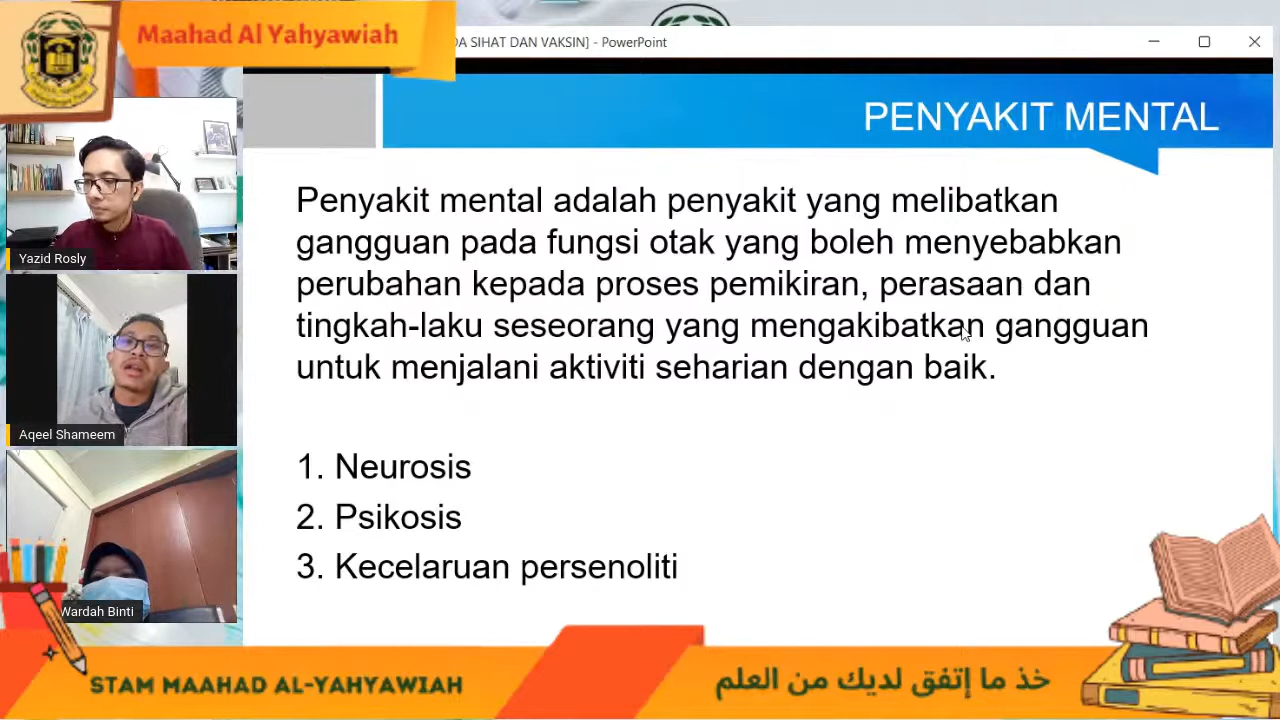 Maahad Al Yahyawiah
DA SIHAT DAN VAKSIN] - PowerPoint
PENYAKIT MENTAL
Penyakit mental adalah penyakit yang melibatkan
gangguan pada fungsi otak yang boleh menyebabkan
perubahan kepada proses pemikiran, perasaan dan
tingkah-laku seseorang yang mengakibatkan gangguan
untuk menjalani aktiviti seharian dengan baik.
1. Neurosis
2. Psikosis
3. Kecelaruan persenoliti
Yazid Rosly
Aqeel Shameem
Wardah Binti
STAM MAAHAD AL-YAHYAWIAH
خذ ما إتفق لديك من العلم